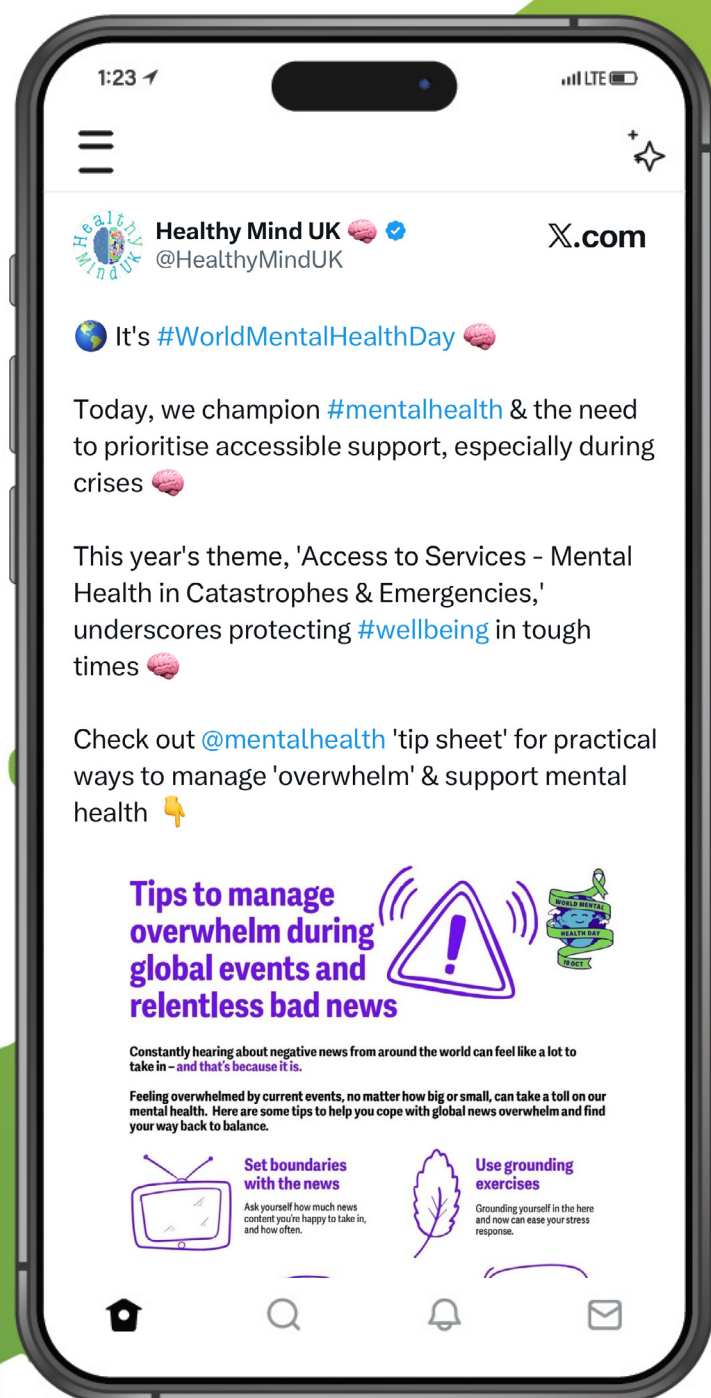 1:23
LTE
Healthy Mind UK 🧠
@HealthyMindUK
X.com
Healthy Mind UK
🌎 It's #WorldMentalHealthDay 🧠
Today, we champion #mentalhealth & the need
to prioritise accessible support, especially during
crises 🧠
This year's theme, 'Access to Services - Mental
Health in Catastrophes & Emergencies,'
underscores protecting #wellbeing in tough
times 🧠
Check out @mentalhealth 'tip sheet' for practical
ways to manage 'overwhelm' & support mental
health 👇
Tips to manage
overwhelm during
global events and
relentless bad news
WORLD MENTAL
HEALTH DAY
10 OCT
Constantly hearing about negative news from around the world can feel like a lot to
take in – and that's because it is.
Feeling overwhelmed by current events, no matter how big or small, can take a toll on our
mental health. Here are some tips to help you cope with global news overwhelm and find
your way back to balance.
Set boundaries
with the news
Ask yourself how much news
content you're happy to take in,
and how often.
Use grounding
exercises
Grounding yourself in the here
and now can ease your stress
response.